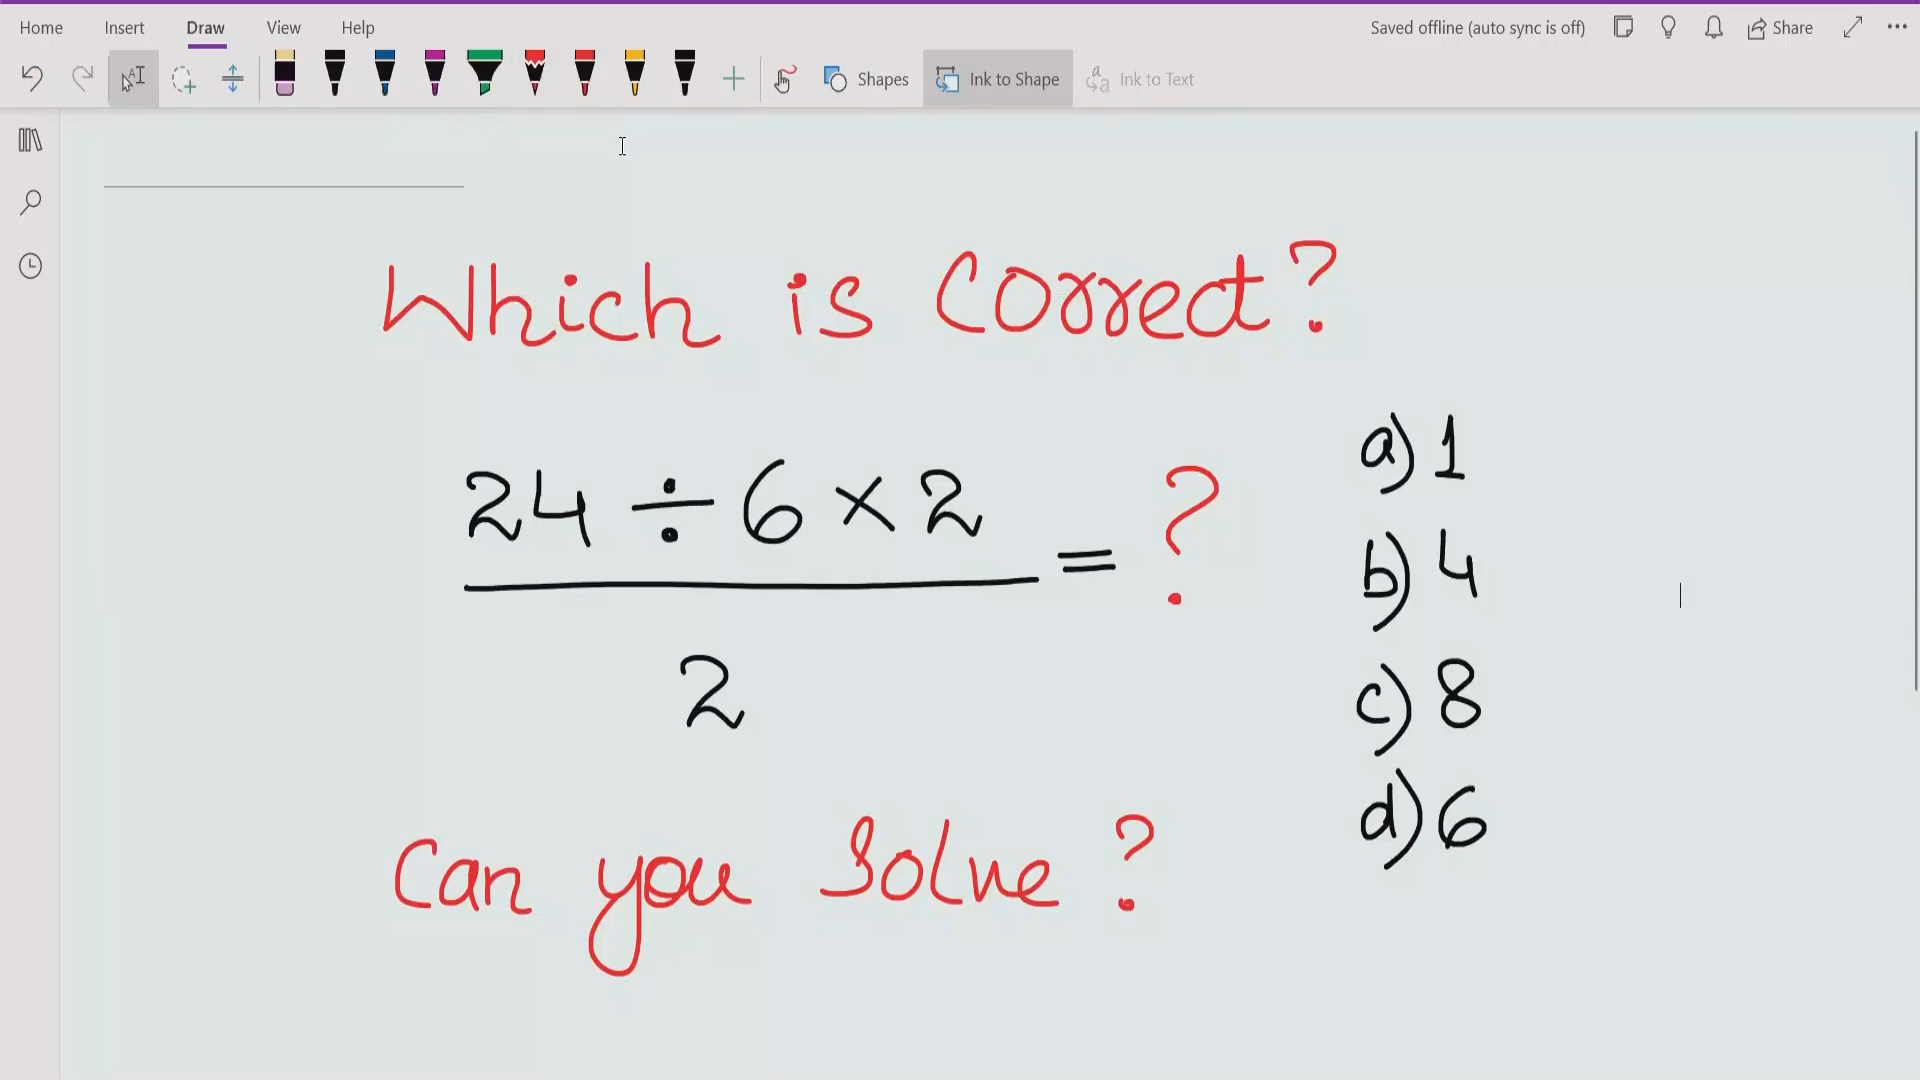 Home Insert Draw View Help Saved offline (auto sync is off) Share
Shapes Ink to Shape Ink to Text
Which is Correct?
24 ÷ 6 × 2
= ?
2
a) 1
b) 4
c) 8
d) 6
Can you Solve ?